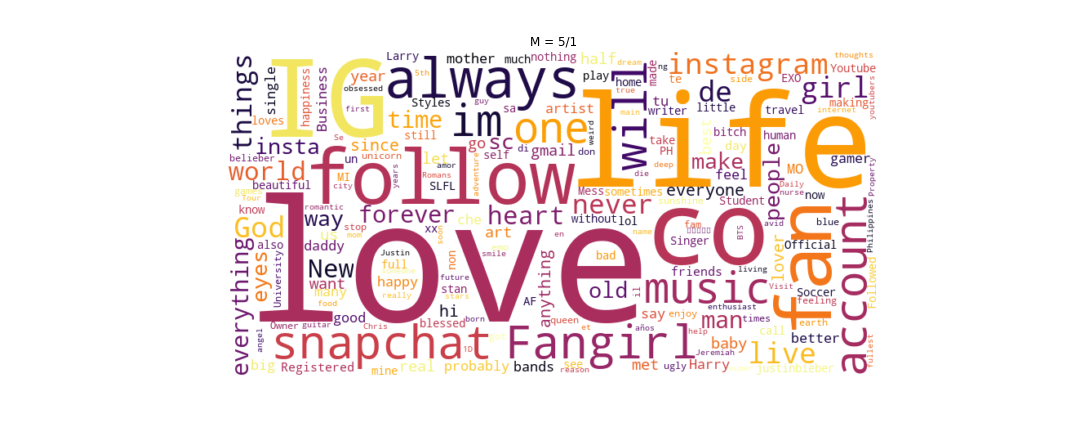 M = 5/1
Larry mother much nothing half dream ng made instagram thoughts
things single IG year obsessed 5th always play home true te side EXO Youtube
loves happiness Business first Styles guy sa artist will tu writer de little travel girl making youtubers internet
insta since time still im one weird life main bitch human
belieber Se un unicorn let go sc self gmail di don take PH best day make feel people MO gamer
world MI city years amor Romans SLFL adventure follow Mess sometimes die deep everyone sunshine Student Daily nurse now Property
beautiful games Tour romantic forever che heart never name co fam BTS avid fan blue account Philippines
know God way stop xx soon art without lol Singer lover Official
everything also us mom daddy Justin non emo smile en bad friends living Visit Soccer Followed
eyes University New want many food full happy really someone future stan stars love AF anything il old music feeling earth
Owner guitar good Chris hi blessed born queen et años say enjoy enthusiast man times call better
angel snapchat 1D got Fangirl help Jeremiah baby live fullest
big Registered mine real probably bands see reason met ugly Harry justinbieber